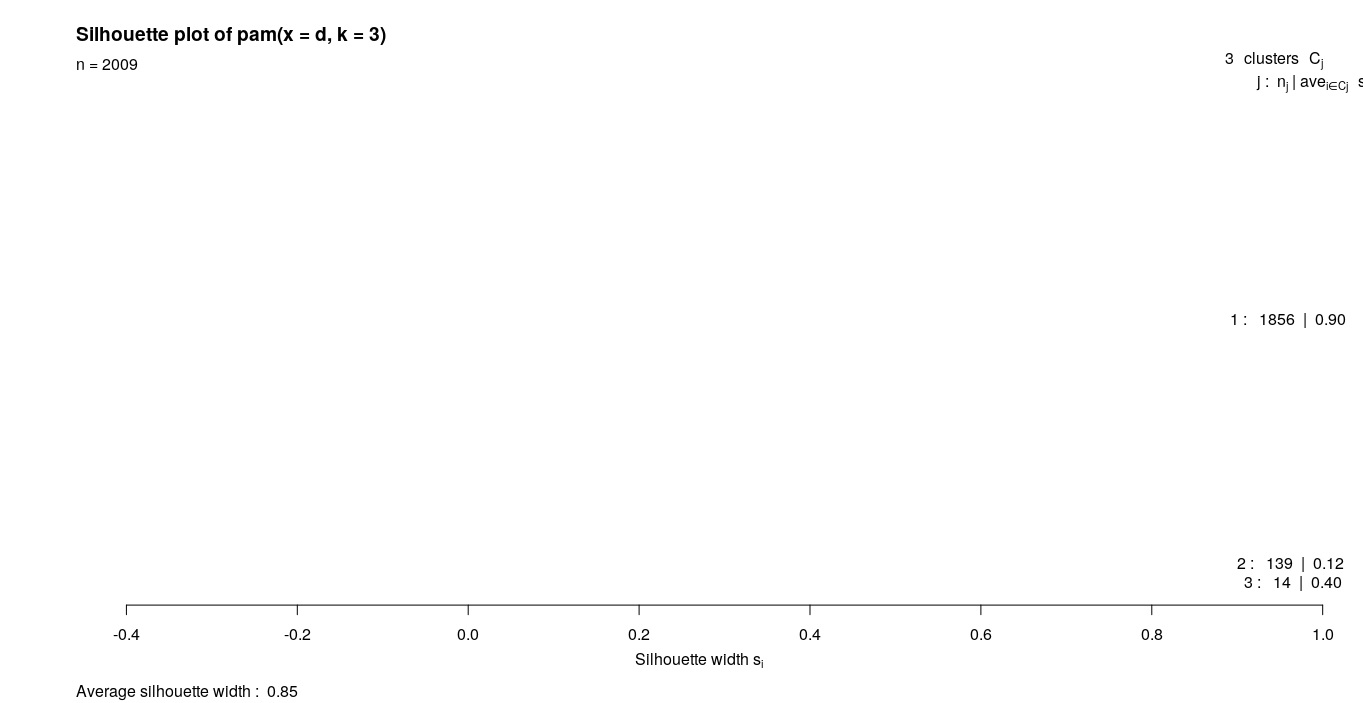 Silhouette plot of pam(x = d, k = 3)
n = 2009
3 clusters Cj
j : nj | avei∈Cj s
1 : 1856 | 0.90
2 : 139 | 0.12
3 : 14 | 0.40
-0.4 -0.2 0.0 0.2 0.4 0.6 0.8 1.0
Silhouette width si
Average silhouette width : 0.85